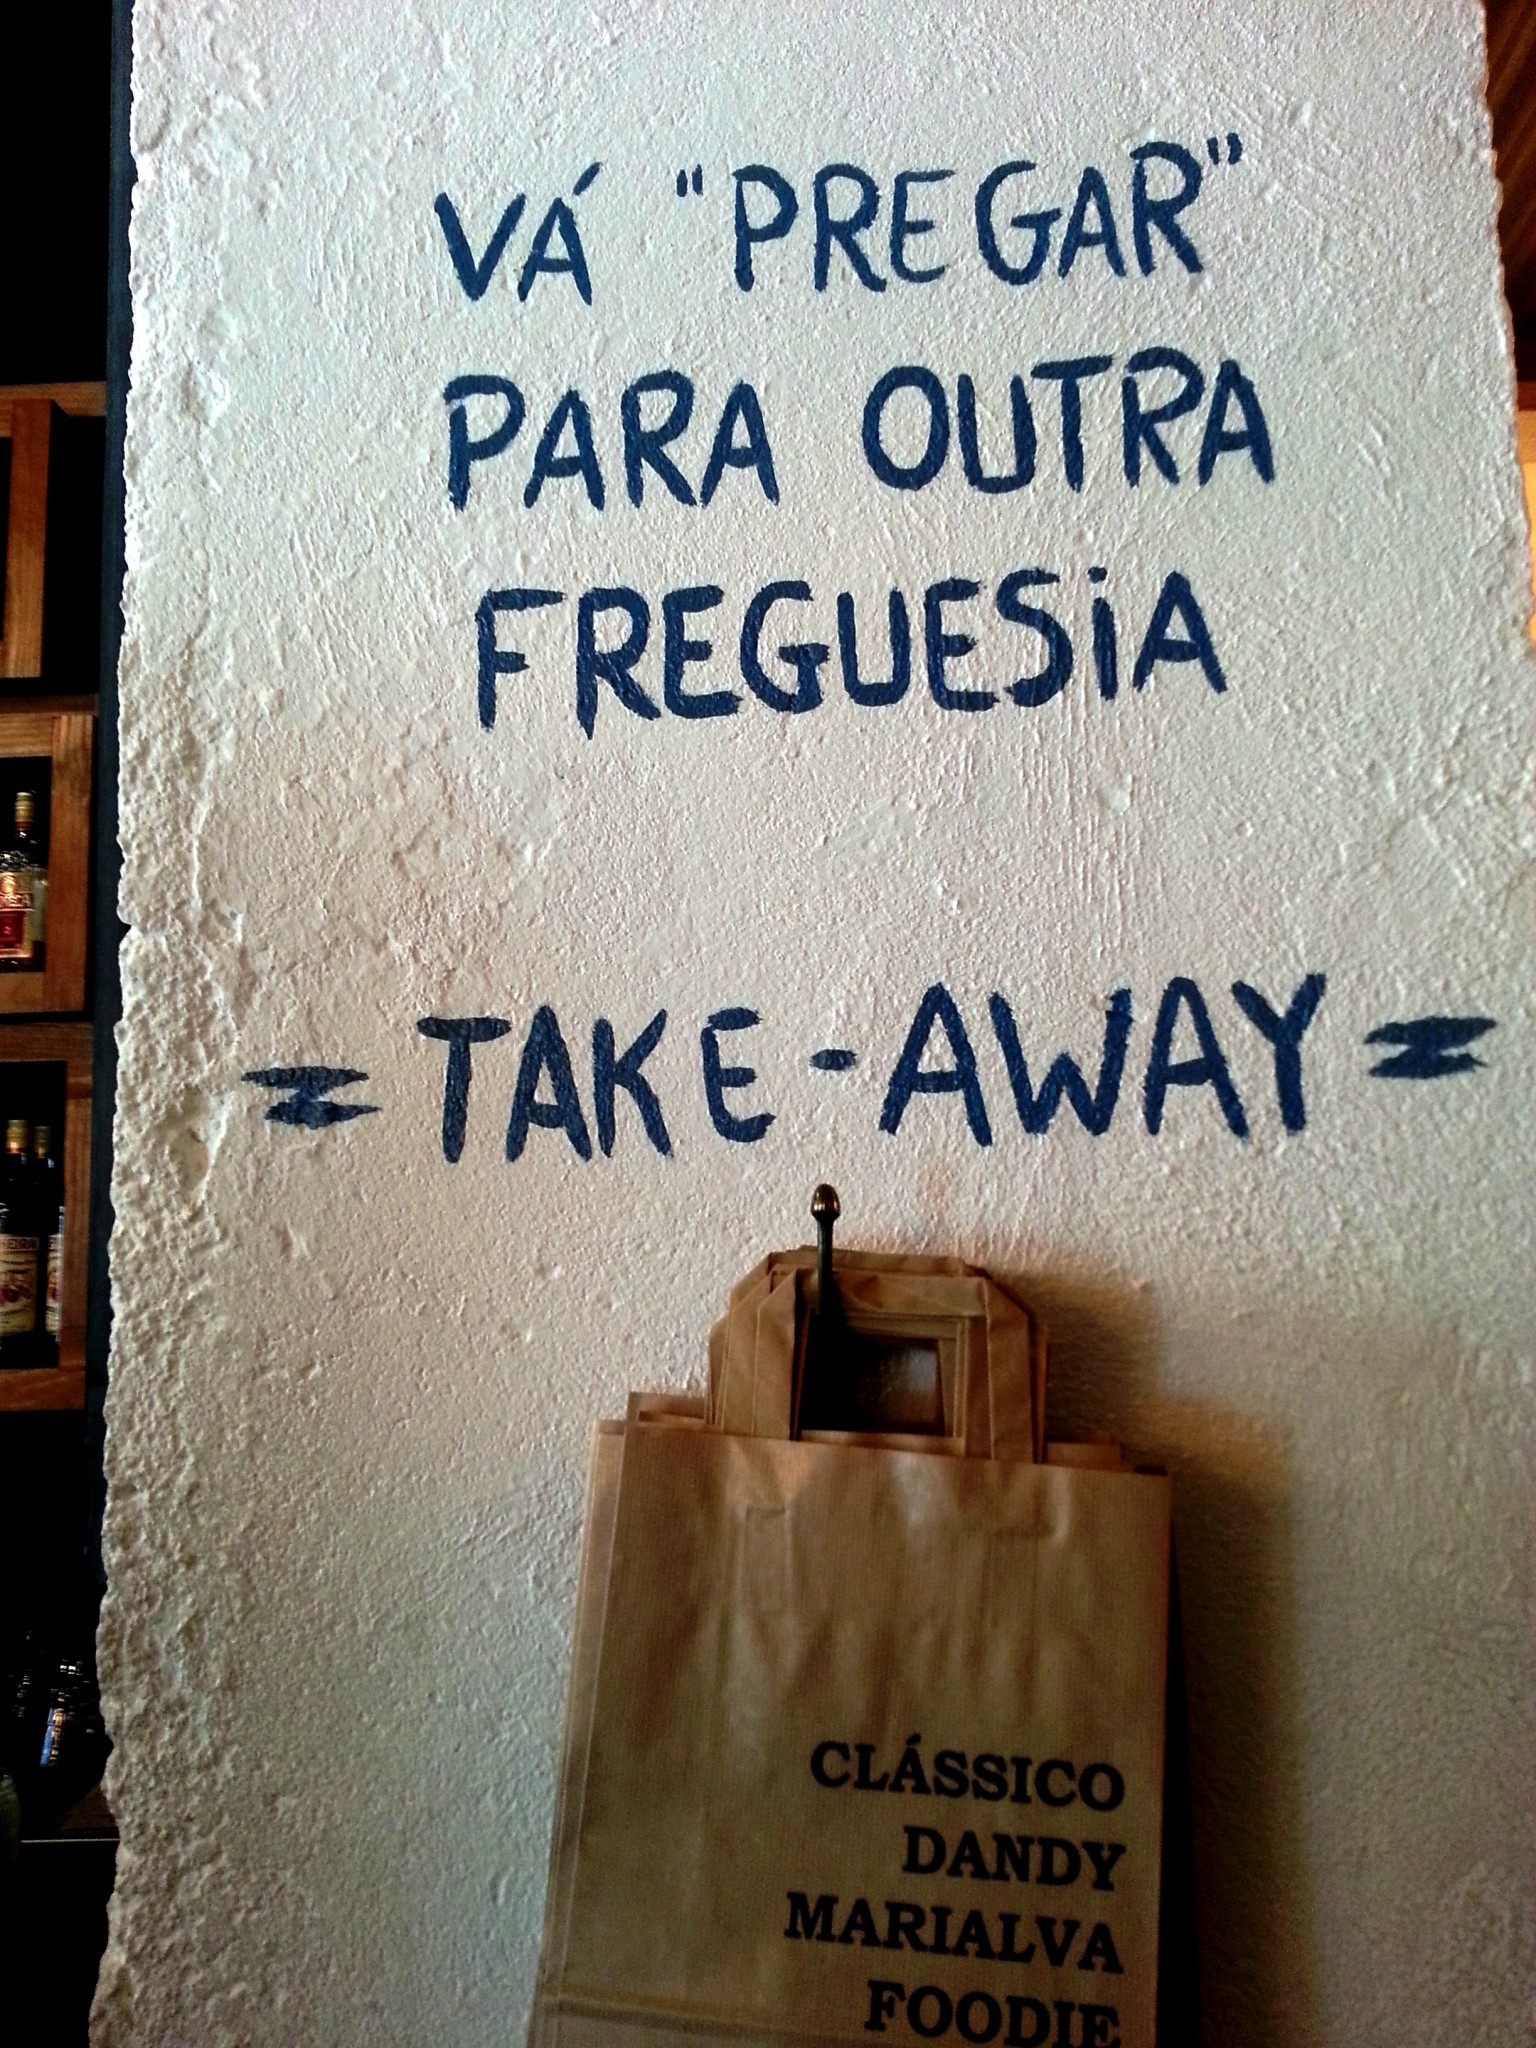 VÁ "PREGAR"
PARA OUTRA
FREGUESIA
TAKE-AWAY
CLÁSSICO
DANDY
MARIALVA
FOODIE